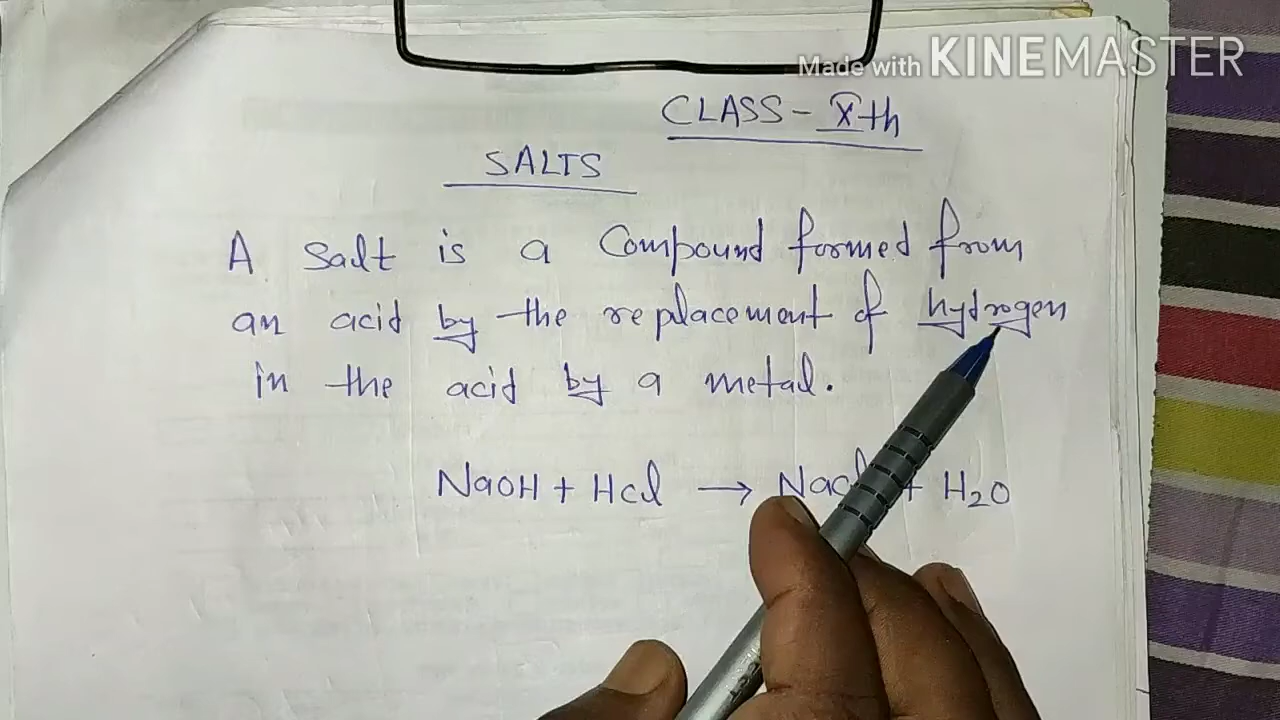 Made with KINEMASTER
CLASS - Xth
SALTS
A Salt is a Compound formed from
an acid by the replacement of hydrogen
in the acid by a metal.
NaOH + Hcl → Nacl + H₂O